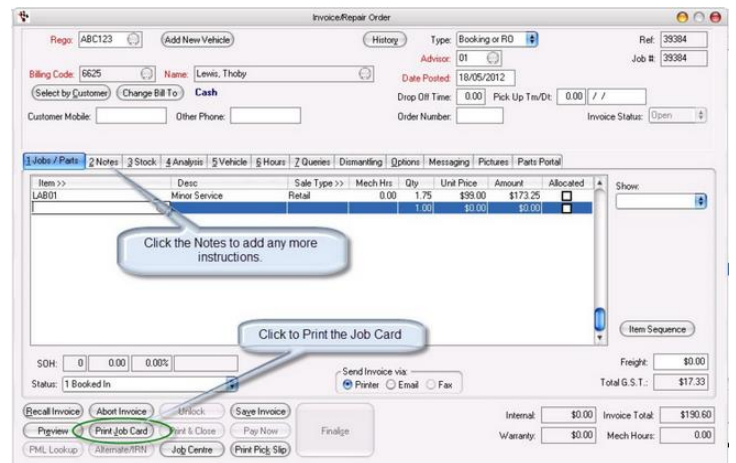 Invoice/Repair Order
Rego: ABC123 Add New Vehicle History Type: Booking or RO Ref: 39384
Advisor: 01 Job #: 39384
Billing Code: 6625 Name: Lewis, Thoby Date Posted: 18/05/2012
Select by Customer Change Bill To Cash Drop Off Time: 0.00 Pick Up Tm/Dt: 0.00 / /
Customer Mobile: Other Phone: Order Number: Invoice Status: Open
1 Jobs / Parts 2 Notes 3 Stock 4 Analysis 5 Vehicle 6 Hours 7 Queries Dismantling Options Messaging Pictures Parts Portal
Item >> Desc Sale Type >> Mech Hrs Qty Unit Price Amount Allocated Show:
LAB01 Minor Service Retail 0.00 1.75 $99.00 $173.25
1.00 $0.00 $0.00
Click the Notes to add any more
instructions.
Click to Print the Job Card
Item Sequence
SOH: 0 0.00 0.00% Freight: $0.00
Send Invoice via:
Status: 1 Booked In Printer Email Fax Total G.S.T.: $17.33
Recall Invoice Abort Invoice Unlock Save Invoice Internal: $0.00 Invoice Total: $190.60
Preview Print Job Card Print & Close Pay Now Finalise Warranty: $0.00 Mech Hours: 0.00
PML Lookup Alternate/IRN Job Centre Print Pick Slip